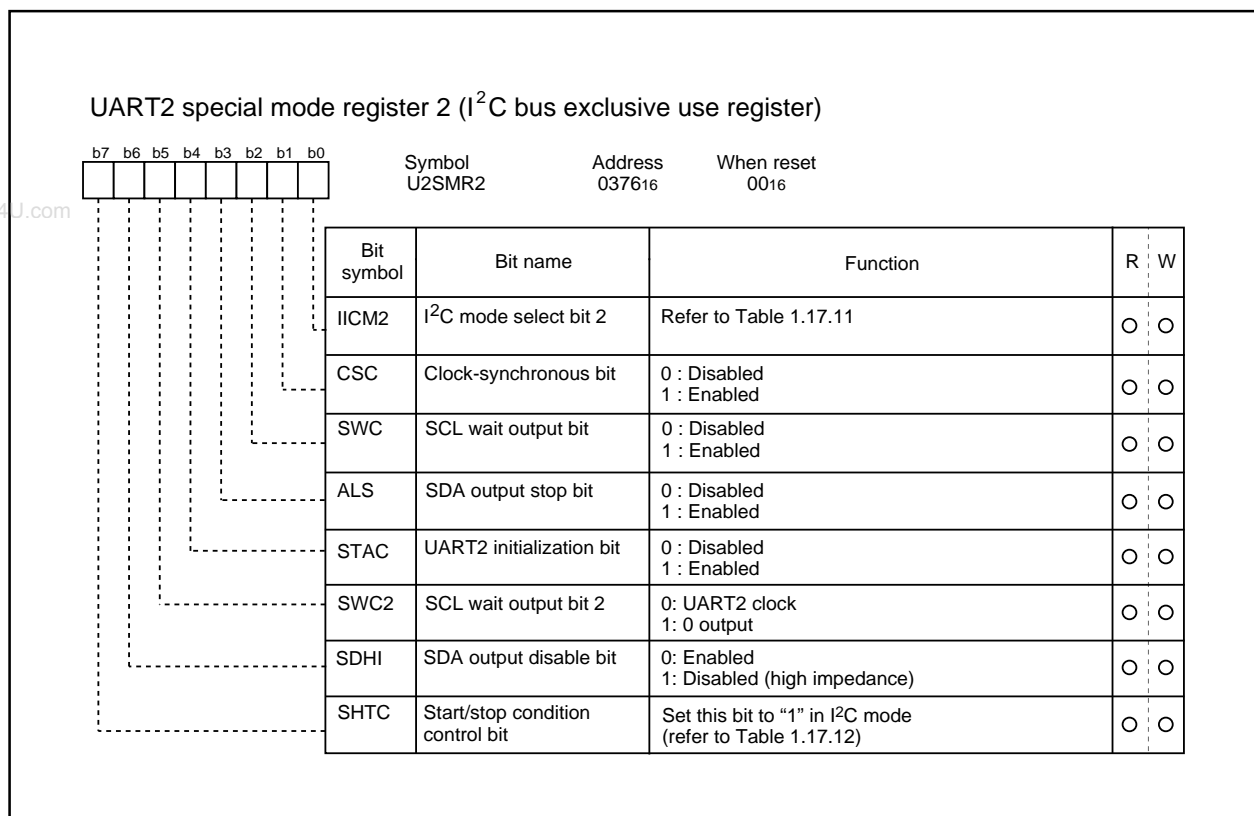 UART2 special mode register 2 (I2C bus exclusive use register)
b7 b6 b5 b4 b3 b2 b1 b0
Symbol Address When reset
U2SMR2 037616 0016
4U.com
Bit symbol Bit name Function R W
IICM2 I2C mode select bit 2 Refer to Table 1.17.11
CSC Clock-synchronous bit 0 : Disabled
1 : Enabled
SWC SCL wait output bit 0 : Disabled
1 : Enabled
ALS SDA output stop bit 0 : Disabled
1 : Enabled
STAC UART2 initialization bit 0 : Disabled
1 : Enabled
SWC2 SCL wait output bit 2 0: UART2 clock
1: 0 output
SDHI SDA output disable bit 0: Enabled
1: Disabled (high impedance)
SHTC Start/stop condition control bit Set this bit to “1” in I2C mode
(refer to Table 1.17.12)